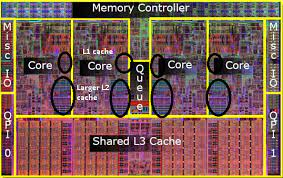 Memory Controller
Misc IO
Core
L1 cache
Larger L2
cache
Core
Queue
Core
Core
Misc IO
QPI 0
Shared L3 Cache
QPI 1